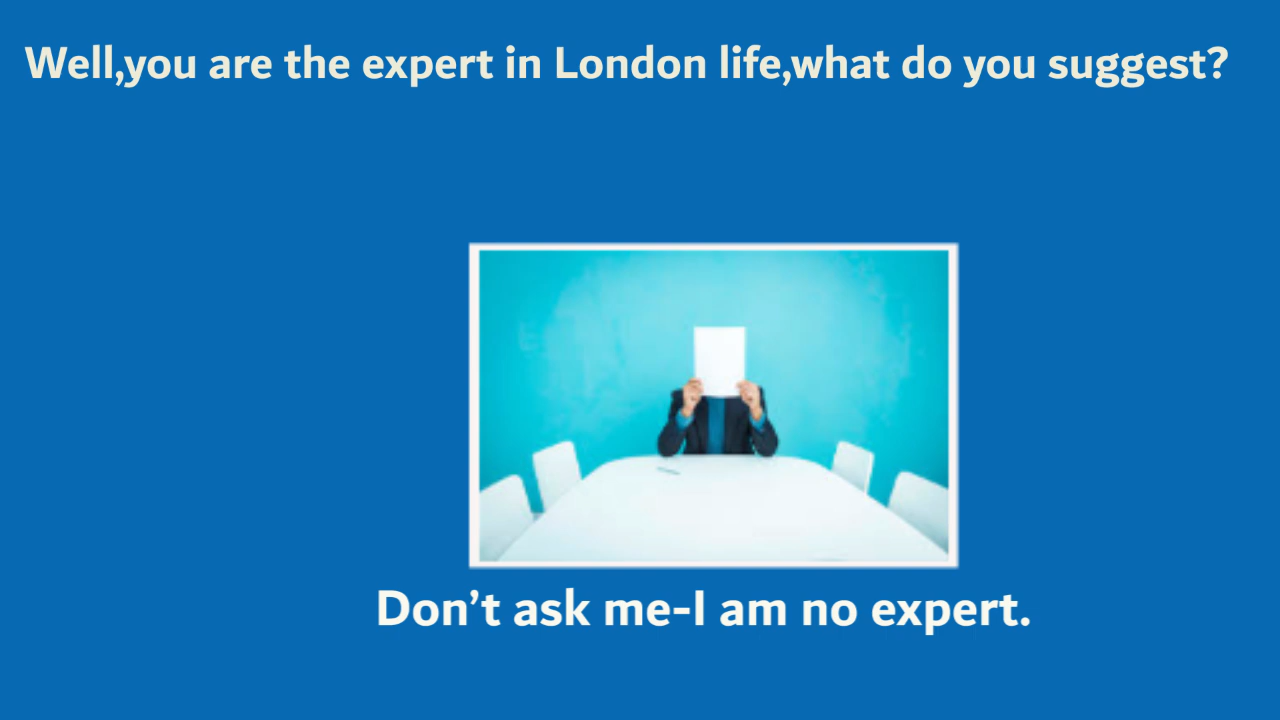 Well,you are the expert in London life,what do you suggest?
Don’t ask me-I am no expert.